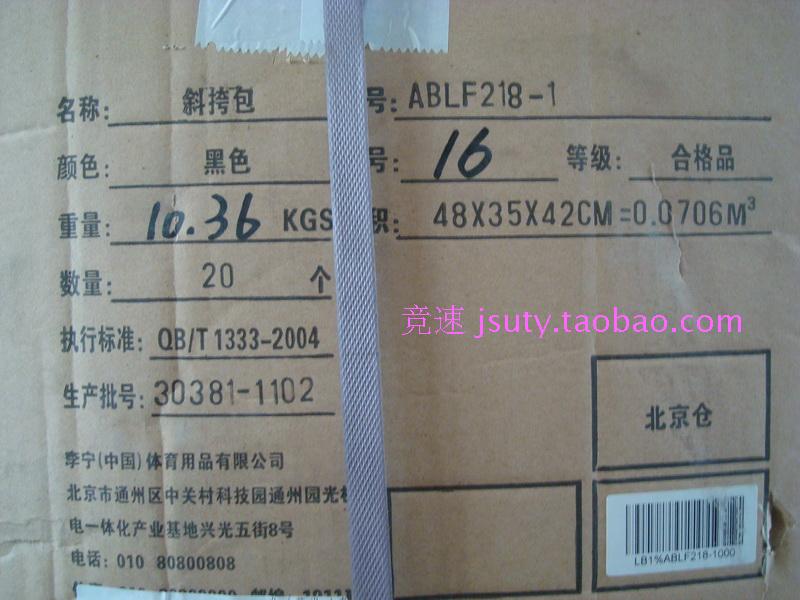 名称: 斜挎包 号: ABLF218-1
颜色: 黑色 号: 16 等级: 合格品
重量: 10.36 KGS 积: 48X35X42CM=0.0706M³
数量: 20 个
竞速 jsuty.taobao.com
执行标准: QB/T 1333-2004
生产批号: 30381-1102
北京仓
李宁(中国)体育用品有限公司
北京市通州区中关村科技园通州园光机
电一体化产业基地兴光五街8号
电话: 010 80800808
LB1%ABLF218-1000